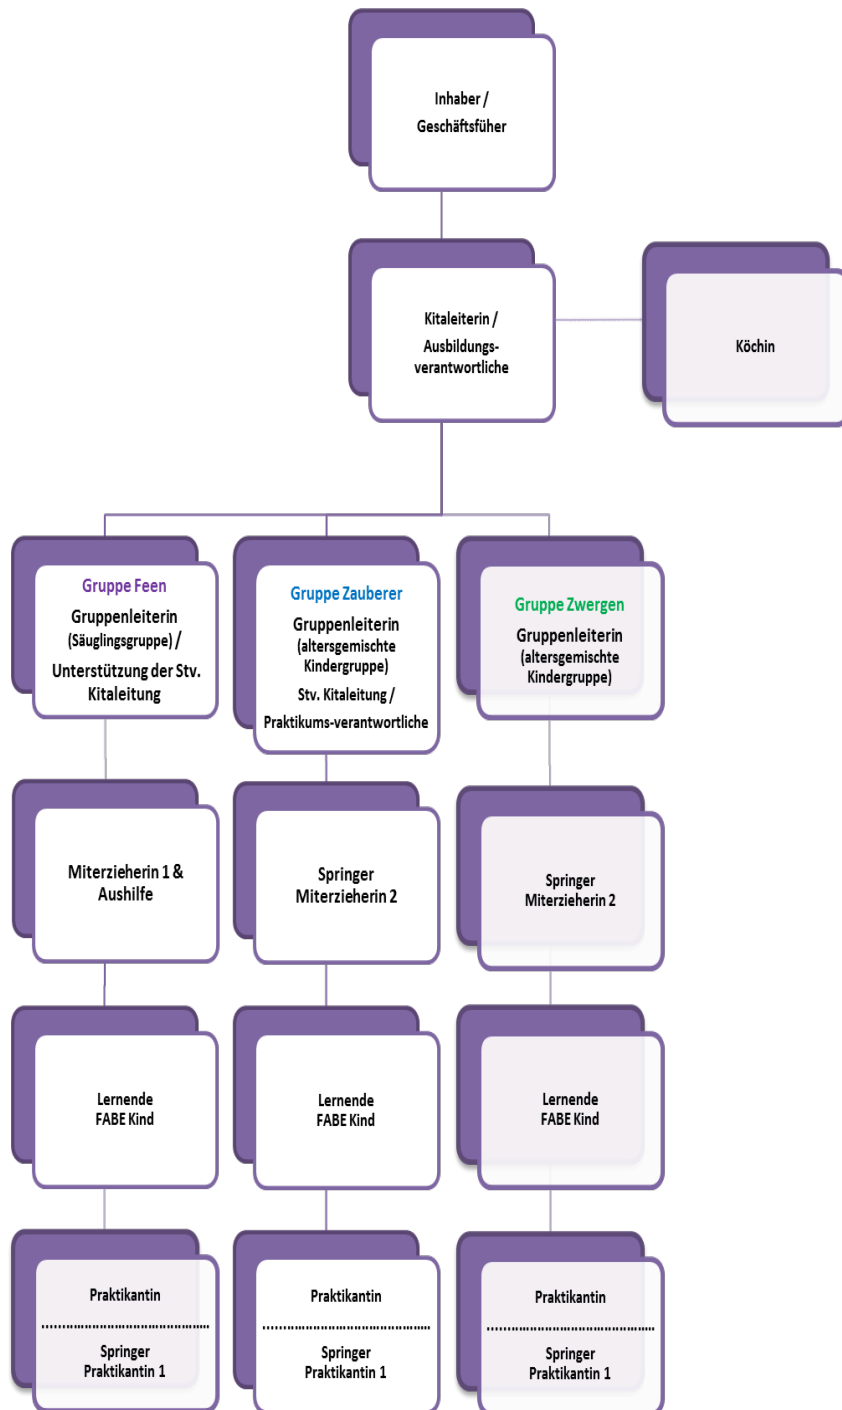 Inhaber /
Geschäftsfüher
Kitaleiterin /
Ausbildungs-
verantwortliche
Köchin
Gruppe Feen
Gruppenleiterin
(Säuglingsgruppe) /
Unterstützung der Stv.
Kitaleitung
Gruppe Zauberer
Gruppenleiterin
(altersgemischte
Kindergruppe)
Stv. Kitaleitung /
Praktikums-verantwortliche
Gruppe Zwergen
Gruppenleiterin
(altersgemischte
Kindergruppe)
Miterzieherin 1 &
Aushilfe
Springer
Miterzieherin 2
Springer
Miterzieherin 2
Lernende
FABE Kind
Lernende
FABE Kind
Lernende
FABE Kind
Praktikantin
Springer
Praktikantin 1
Praktikantin
Springer
Praktikantin 1
Praktikantin
Springer
Praktikantin 1